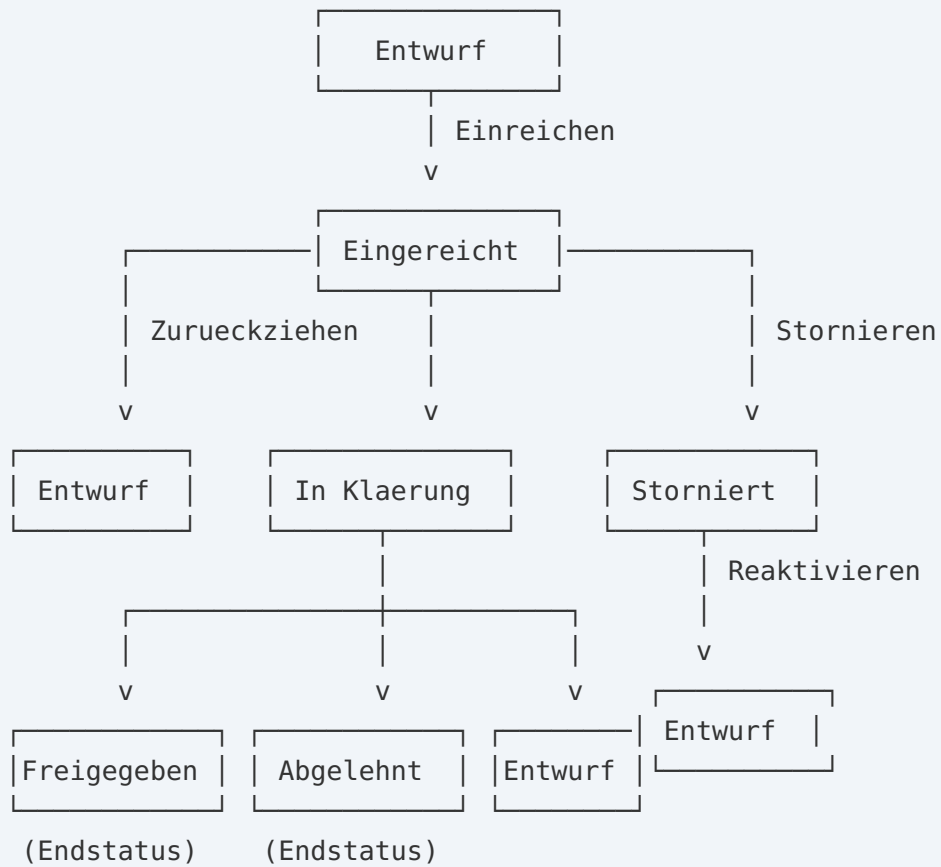 Entwurf
Einreichen
v
Eingereicht
Zurueckziehen
Stornieren
v v v
Entwurf In Klaerung Storniert
Reaktivieren
v
v v v
Entwurf
Freigegeben Abgelehnt Entwurf
(Endstatus) (Endstatus)